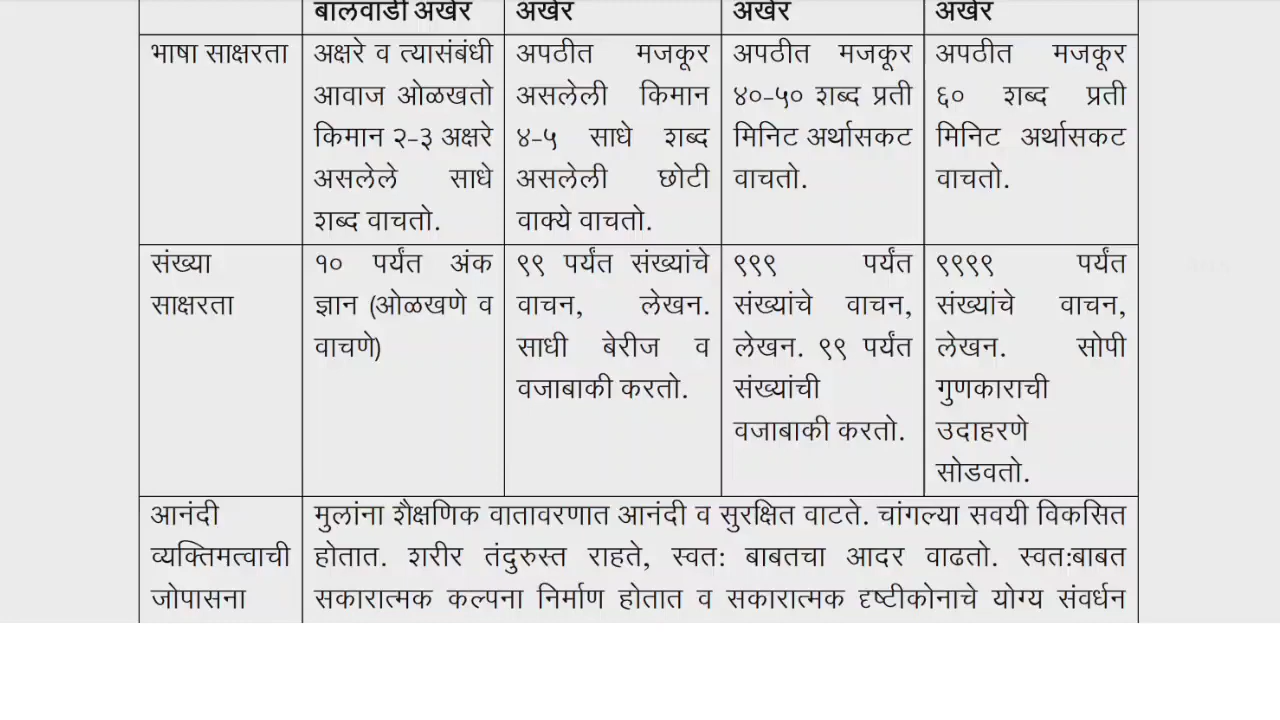 बालवाडी अखेर
अखेर
अखेर
अखेर
भाषा साक्षरता
अक्षरे व त्यासंबंधी
आवाज ओळखतो
किमान २-३ अक्षरे
असलेले साधे
शब्द वाचतो.
अपठीत मजकूर
असलेली किमान
४-५ साधे शब्द
असलेली छोटी
वाक्ये वाचतो.
अपठीत मजकूर
४०-५० शब्द प्रती
मिनिट अर्थासकट
वाचतो.
अपठीत मजकूर
६० शब्द प्रती
मिनिट अर्थासकट
वाचतो.
संख्या
साक्षरता
१० पर्यंत अंक
ज्ञान (ओळखणे व
वाचणे)
९९ पर्यंत संख्यांचे
वाचन, लेखन.
साधी बेरीज व
वजाबाकी करतो.
९९९ पर्यंत
संख्यांचे वाचन,
लेखन. ९९ पर्यंत
संख्यांची
वजाबाकी करतो.
९९९९ पर्यंत
संख्यांचे वाचन,
लेखन. सोपी
गुणकाराची
उदाहरणे
सोडवतो.
आनंदी
व्यक्तिमत्वाची
जोपासना
मुलांना शैक्षणिक वातावरणात आनंदी व सुरक्षित वाटते. चांगल्या सवयी विकसित
होतात. शरीर तंदुरुस्त राहते, स्वत: बाबतचा आदर वाढतो. स्वत:बाबत
सकारात्मक कल्पना निर्माण होतात व सकारात्मक दृष्टीकोनाचे योग्य संवर्धन